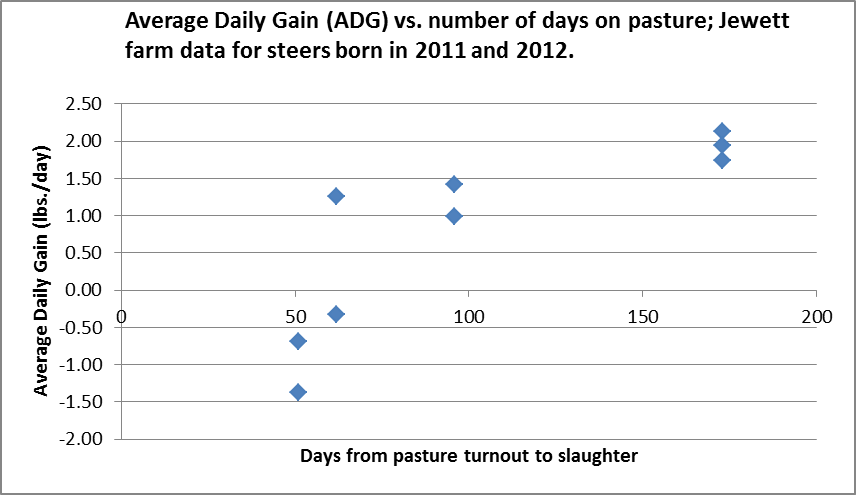 Average Daily Gain (ADG) vs. number of days on pasture; Jewett
farm data for steers born in 2011 and 2012.
Average Daily Gain (lbs./day)
2.50
2.00
1.50
1.00
0.50
0.00
-0.50
-1.00
-1.50
-2.00
0 50 100 150 200
Days from pasture turnout to slaughter